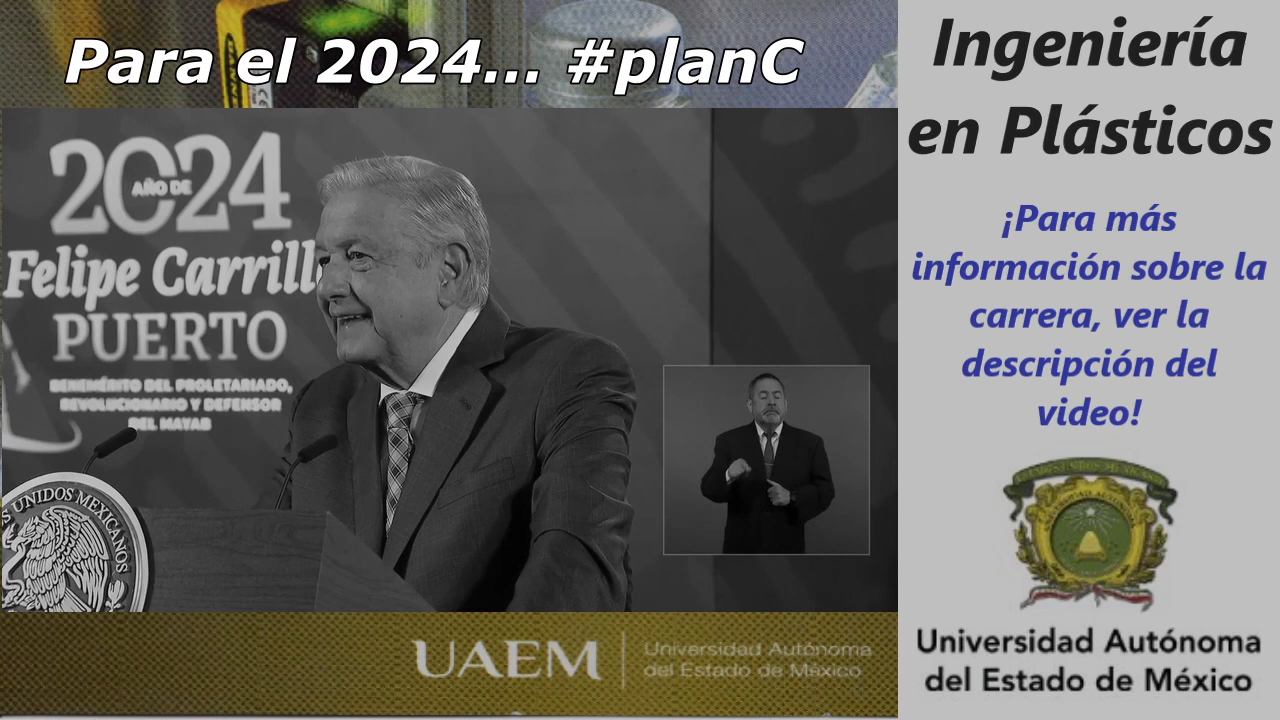 Para el 2024... #planC
2024
AÑO DE
Felipe Carrill
PUERTO
BENEMÉRITO DEL PROLETARIADO,
REVOLUCIONARIO Y DEFENSOR
DEL MAYAB
UNIDOS MEXICANOS
UAEM
Universidad Autónoma
del Estado de México
Ingeniería
en Plásticos
¡Para más
información sobre la
carrera, ver la
descripción del
video!
Universidad Autónoma
del Estado de México